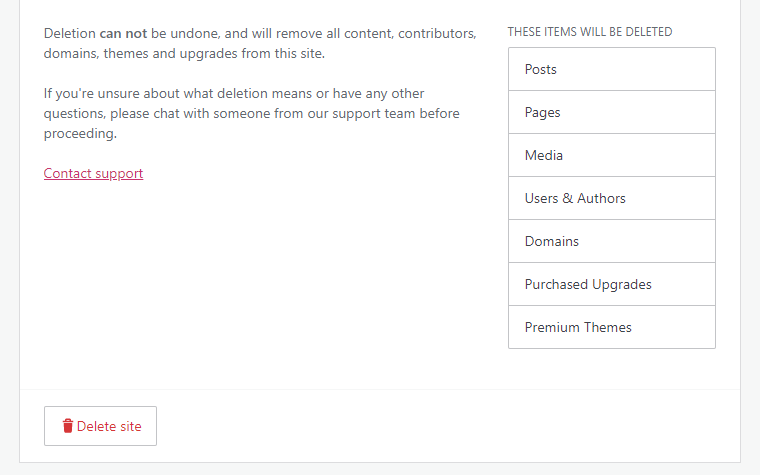 Deletion can not be undone, and will remove all content, contributors,
domains, themes and upgrades from this site.
If you're unsure about what deletion means or have any other
questions, please chat with someone from our support team before
proceeding.
Contact support
THESE ITEMS WILL BE DELETED
Posts
Pages
Media
Users & Authors
Domains
Purchased Upgrades
Premium Themes
Delete site